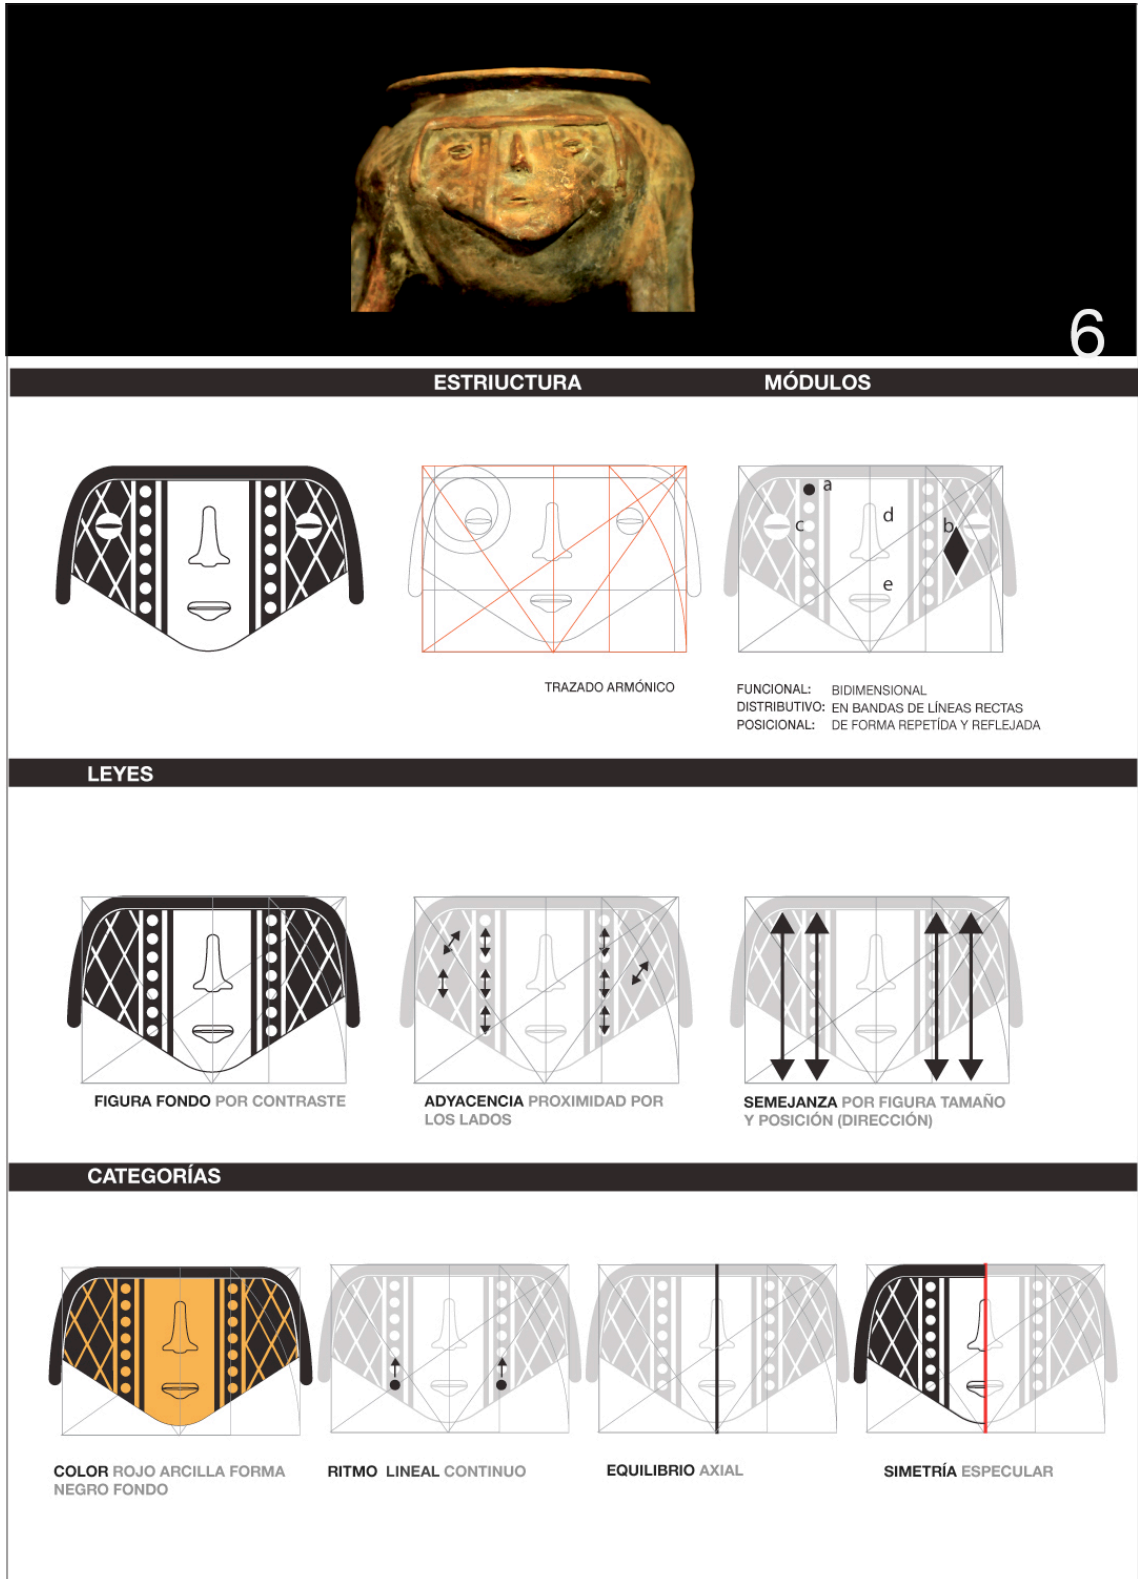 6
ESTRIUCTURA
MÓDULOS
a
b
c
d
e
TRAZADO ARMÓNICO
FUNCIONAL: BIDIMENSIONAL
DISTRIBUTIVO: EN BANDAS DE LÍNEAS RECTAS
POSICIONAL: DE FORMA REPETÍDA Y REFLEJADA
LEYES
FIGURA FONDO POR CONTRASTE
ADYACENCIA PROXIMIDAD POR
LOS LADOS
SEMEJANZA POR FIGURA TAMAÑO
Y POSICIÓN (DIRECCIÓN)
CATEGORÍAS
COLOR ROJO ARCILLA FORMA
NEGRO FONDO
RITMO LINEAL CONTINUO
EQUILIBRIO AXIAL
SIMETRÍA ESPECULAR